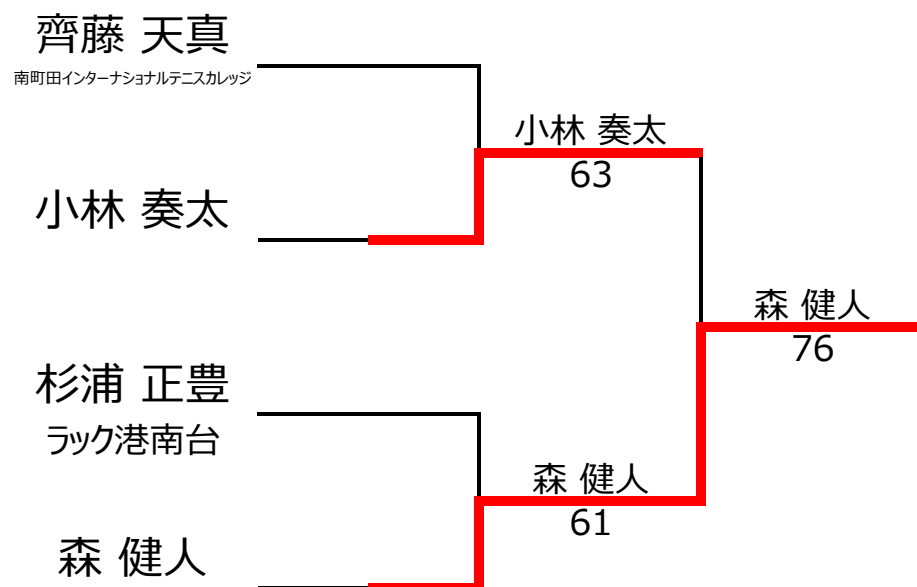 齊藤 天真
南町田インターナショナルテニスカレッジ
小林 奏太
63
小林 奏太
森 健人
76
杉浦 正豊
ラック港南台
森 健人
61
森 健人